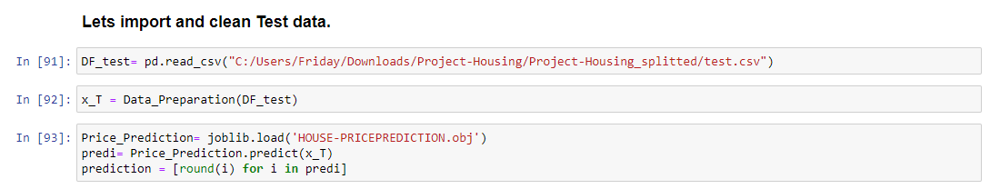 Lets import and clean Test data.
In [91]: DF_test= pd.read_csv("C:/Users/Friday/Downloads/Project-Housing/Project-Housing_splitted/test.csv")
In [92]: x_T = Data_Preparation(DF_test)
In [93]: Price_Prediction= joblib.load('HOUSE-PRICEPREDICTION.obj')
predi= Price_Prediction.predict(x_T)
prediction = [round(i) for i in predi]